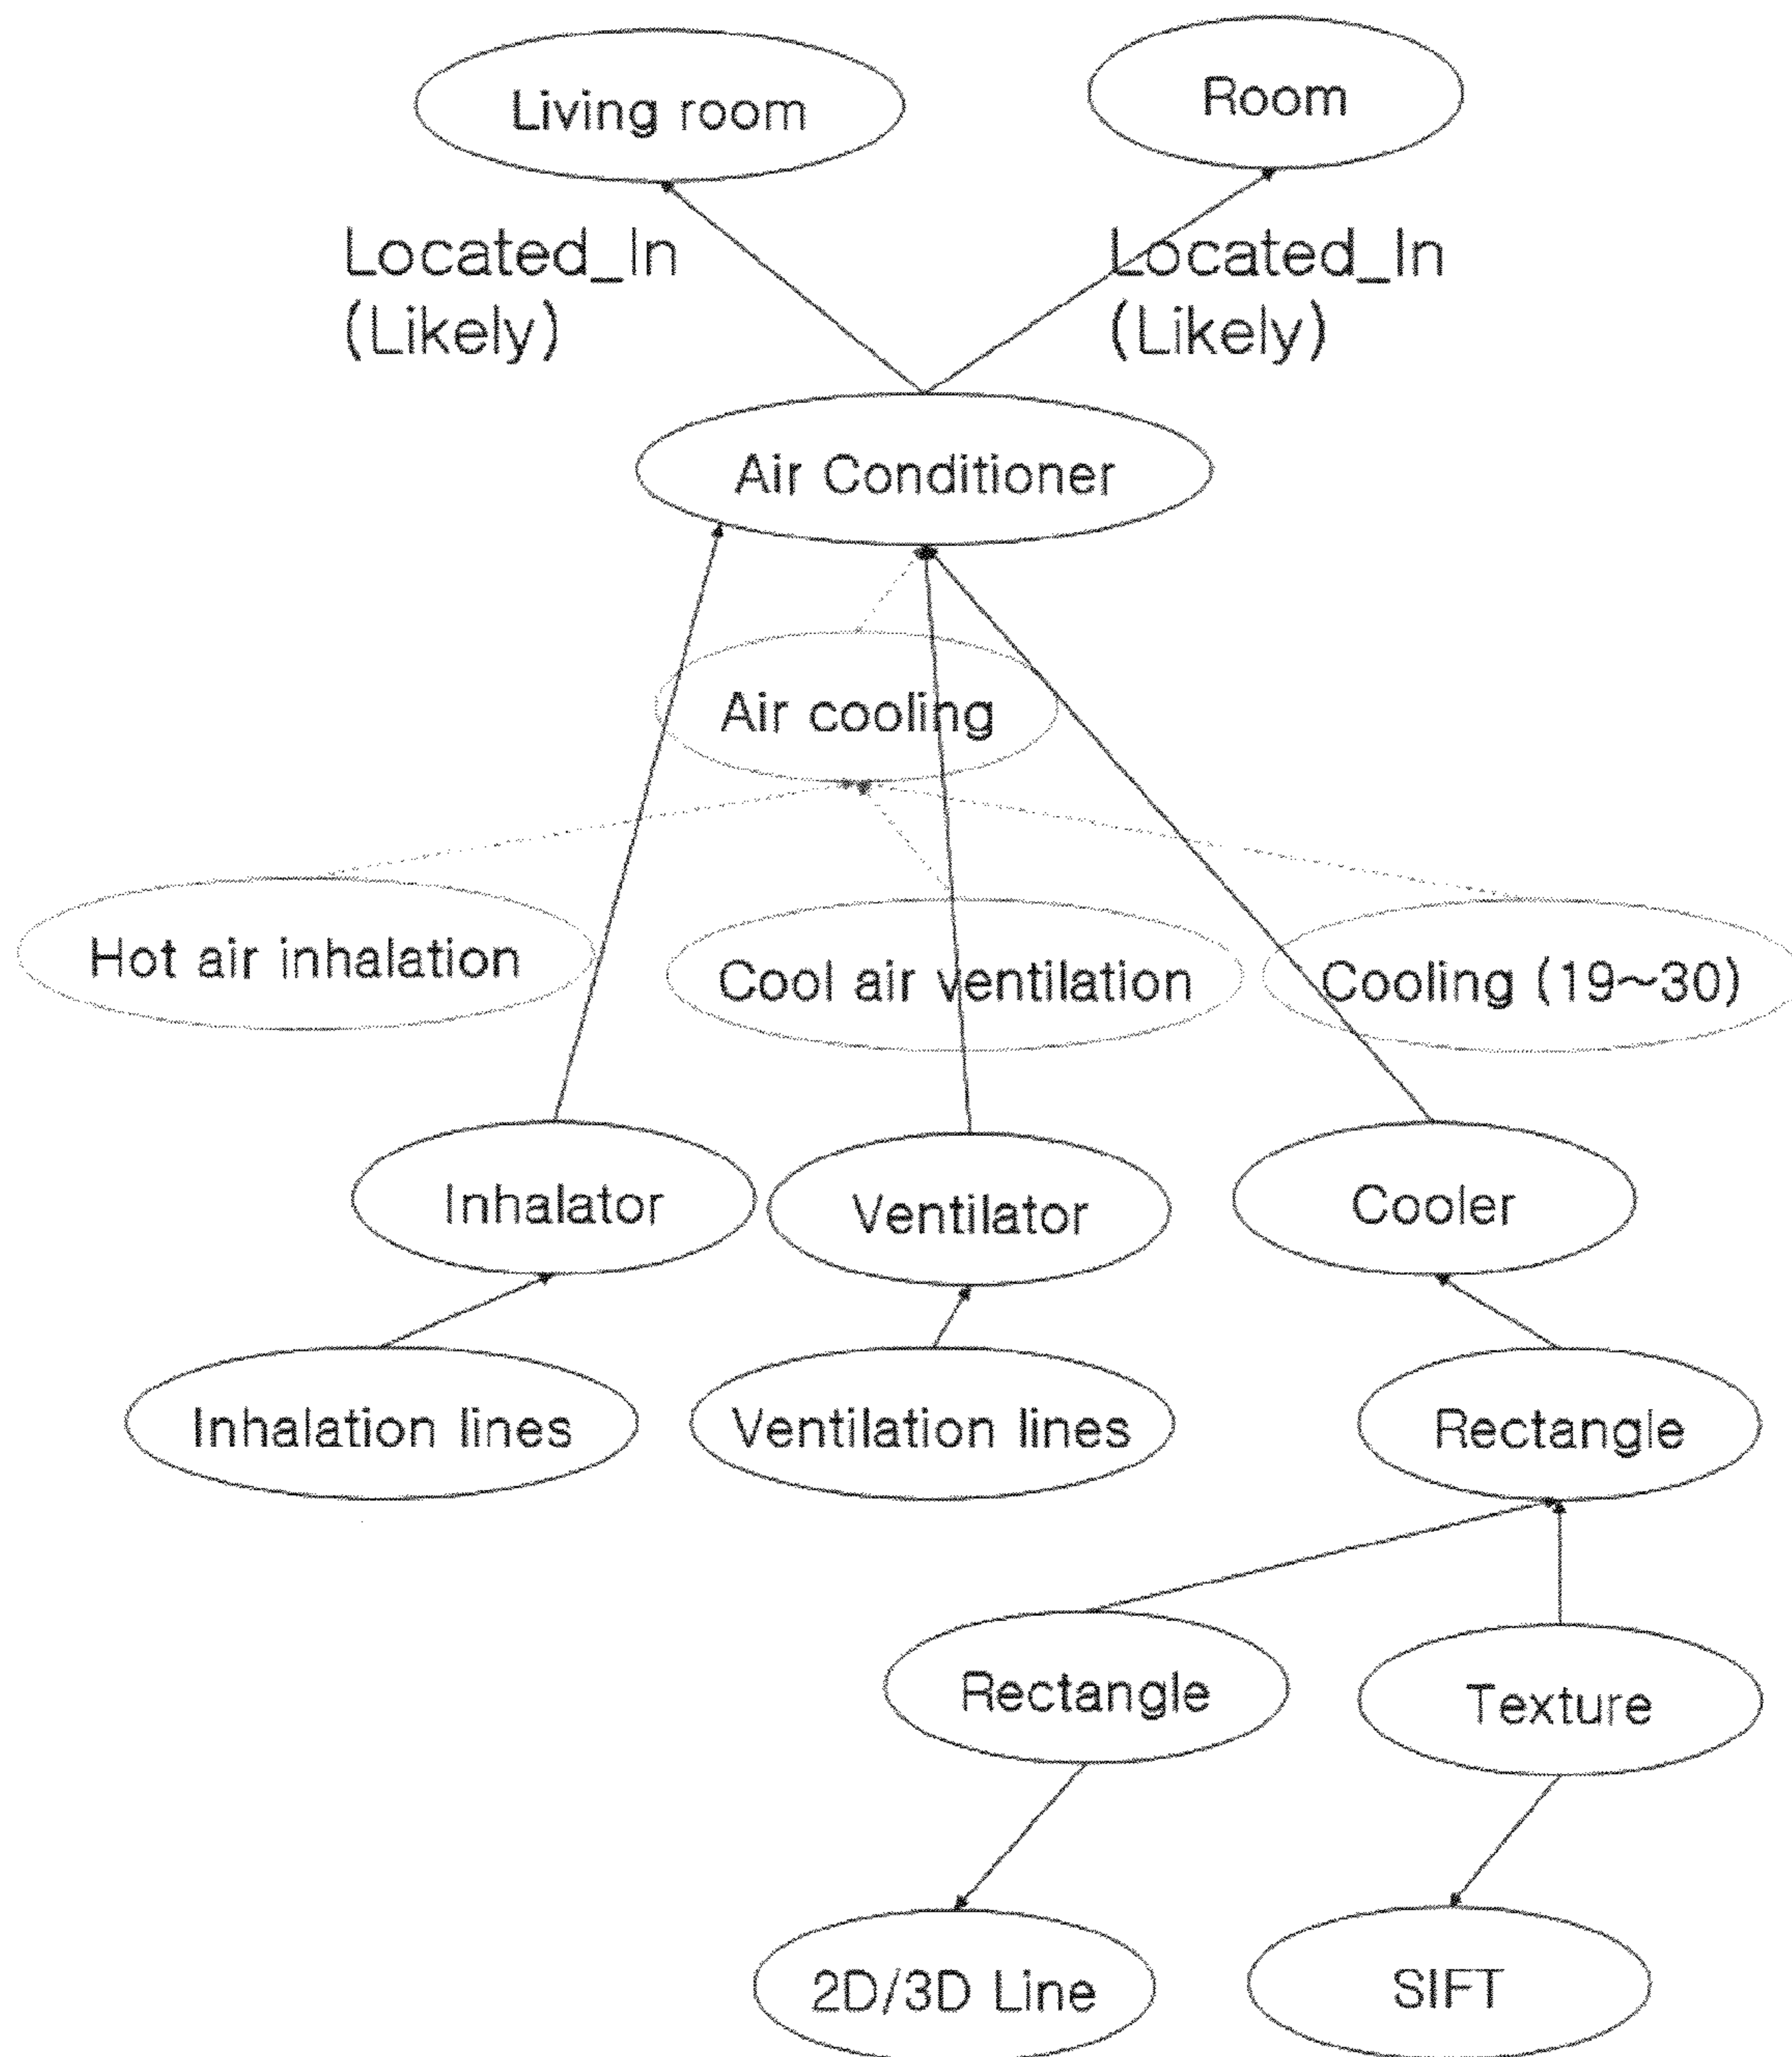 Living room
Room
Located_In
(Likely)
Located_In
(Likely)
Air Conditioner
Air cooling
Hot air inhalation
Cool air ventilation
Cooling (19~30)
Inhalator
Ventilator
Cooler
Inhalation lines
Ventilation lines
Rectangle
Rectangle
Texture
2D/3D Line
SIFT